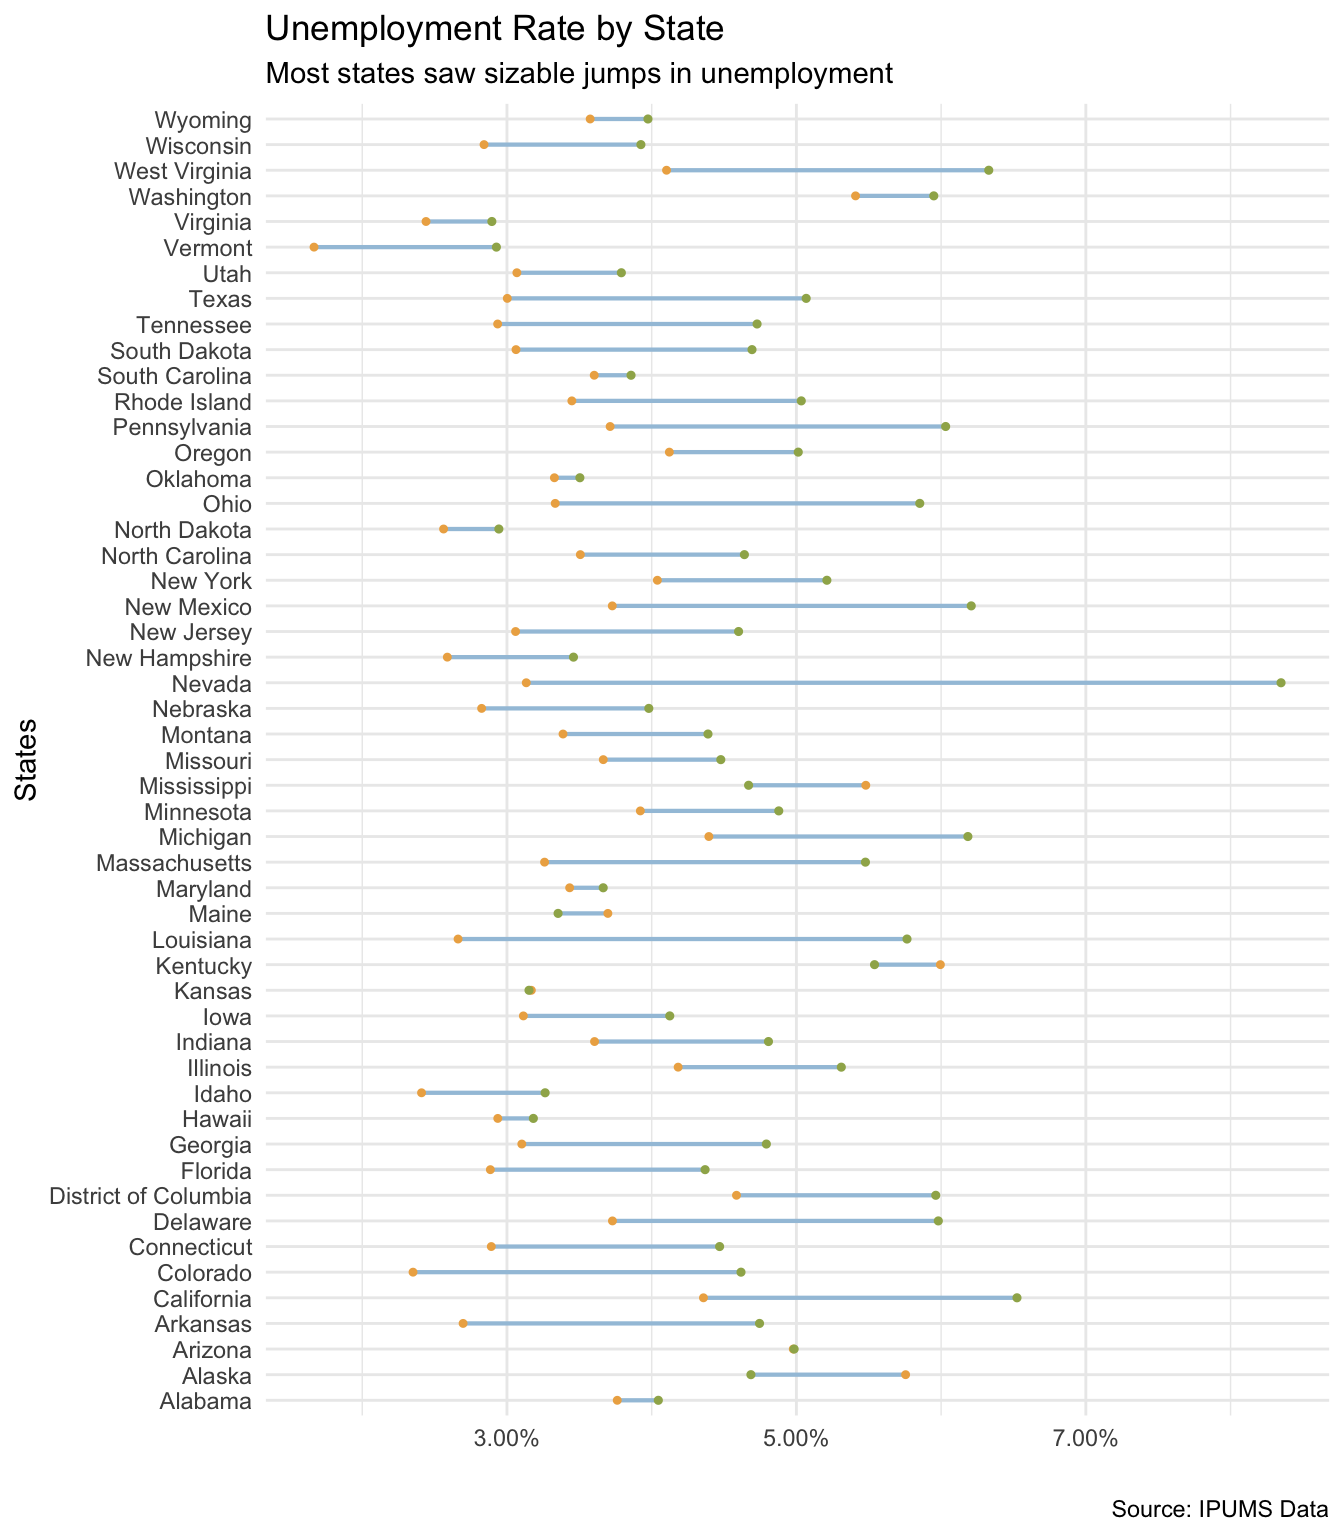 Unemployment Rate by State
Most states saw sizable jumps in unemployment
Wyoming
Wisconsin
West Virginia
Washington
Virginia
Vermont
Utah
Texas
Tennessee
South Dakota
South Carolina
Rhode Island
Pennsylvania
Oregon
Oklahoma
Ohio
North Dakota
North Carolina
New York
New Mexico
New Jersey
New Hampshire
Nevada
Nebraska
Montana
Missouri
Mississippi
Minnesota
Michigan
Massachusetts
Maryland
Maine
Louisiana
Kentucky
Kansas
Iowa
Indiana
Illinois
Idaho
Hawaii
Georgia
Florida
District of Columbia
Delaware
Connecticut
Colorado
California
Arkansas
Arizona
Alaska
Alabama
States
3.00%
5.00%
7.00%
Source: IPUMS Data